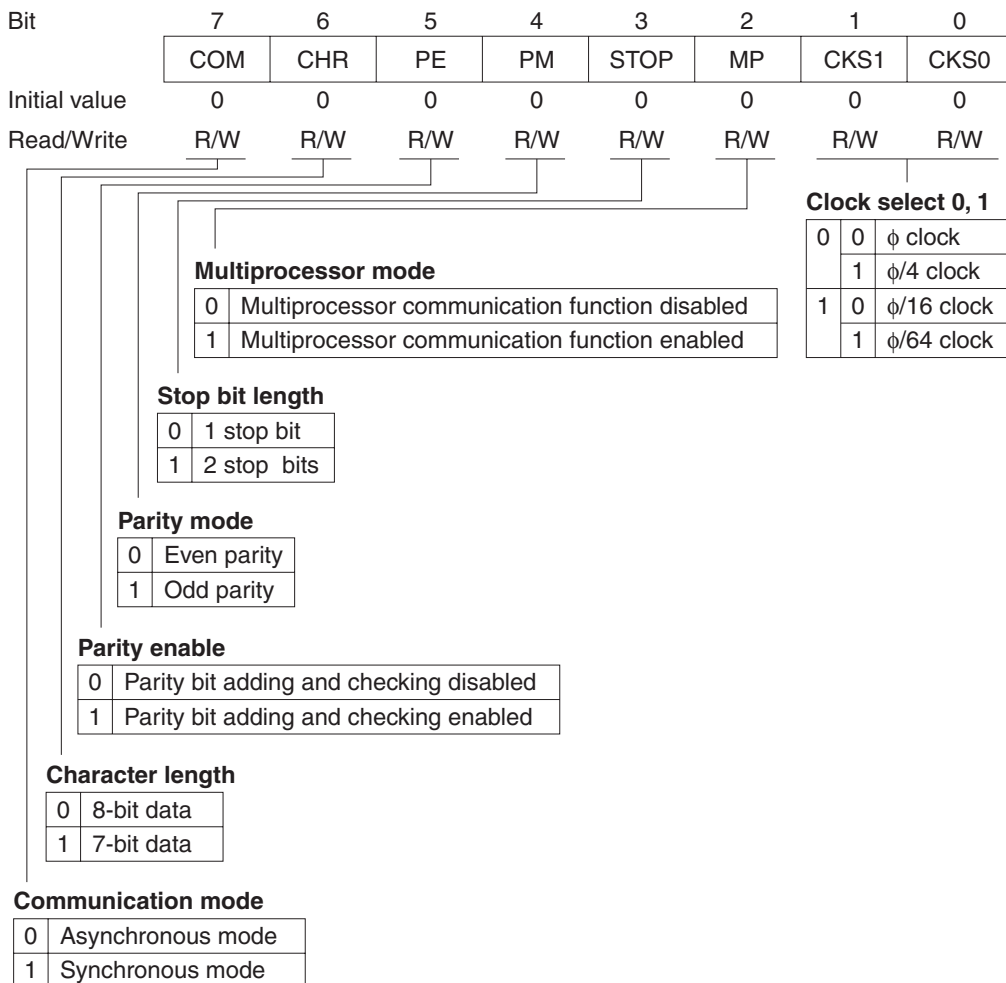 Bit 7 6 5 4 3 2 1 0
COM CHR PE PM STOP MP CKS1 CKS0
Initial value 0 0 0 0 0 0 0 0
Read/Write R/W R/W R/W R/W R/W R/W R/W R/W
Clock select 0, 1
0 0 ϕ clock
1 ϕ/4 clock
1 0 ϕ/16 clock
1 ϕ/64 clock
Multiprocessor mode
0 Multiprocessor communication function disabled
1 Multiprocessor communication function enabled
Stop bit length
0 1 stop bit
1 2 stop bits
Parity mode
0 Even parity
1 Odd parity
Parity enable
0 Parity bit adding and checking disabled
1 Parity bit adding and checking enabled
Character length
0 8-bit data
1 7-bit data
Communication mode
0 Asynchronous mode
1 Synchronous mode